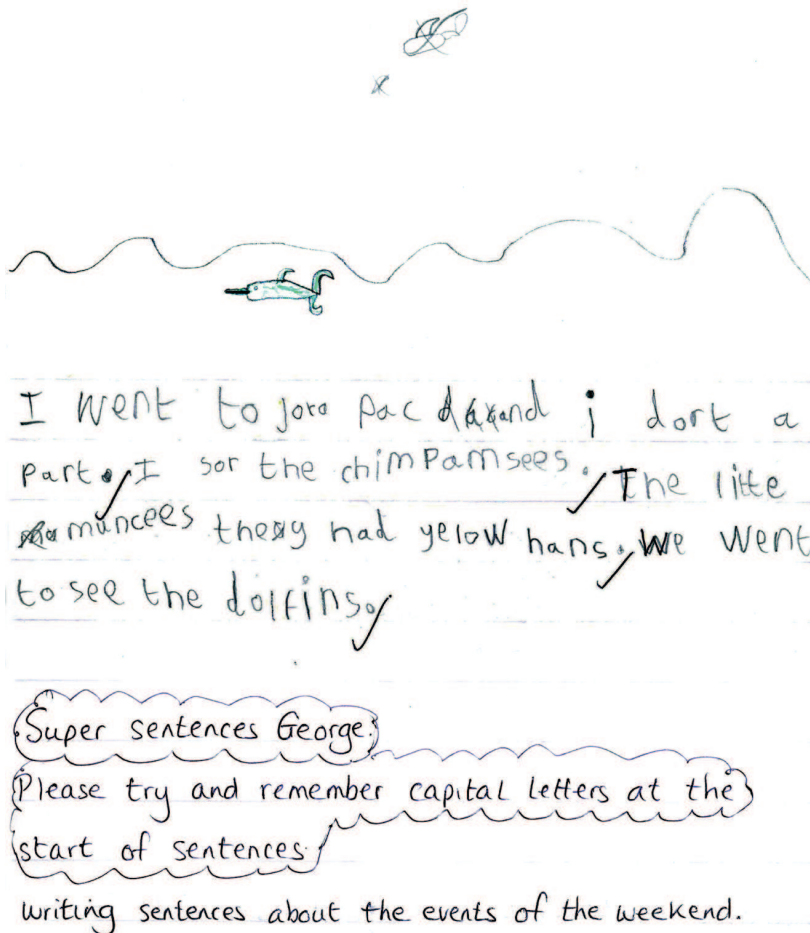 I went to joro pac and i dort a
part. I sor the chimpamsees. The litte
muncees they had yelow hans. We went
to see the dolfins.
Super sentences George.
Please try and remember capital letters at the
start of sentences
writing sentences about the events of the weekend.